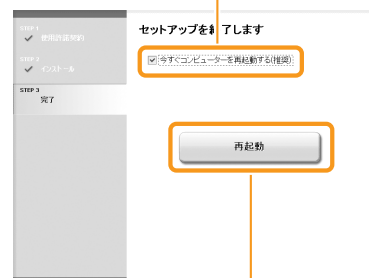 STEP 1
使用許諾契約
STEP 2
インストール
STEP 3
完了
セットアップを終了します
今すぐコンピューターを再起動する(推奨)
再起動